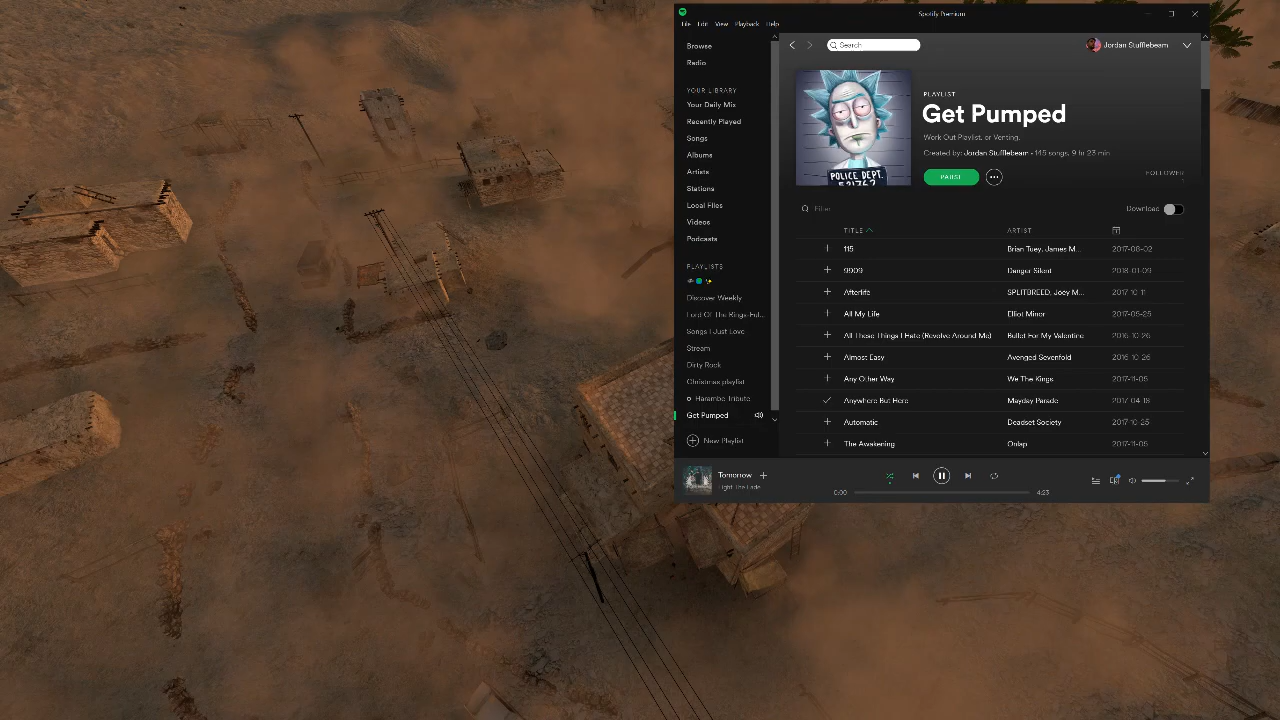 Spotify Premium
File Edit View Playback Help
Browse
Radio
YOUR LIBRARY
Your Daily Mix
Recently Played
Songs
Albums
Artists
Stations
Local Files
Videos
Podcasts
PLAYLISTS
Discover Weekly
Lord Of The Rings-Ful...
Songs I Just Love
Stream
Dirty Rock
Christmas playlist
Harambe Tribute
Get Pumped
New Playlist
Search
Jordan Stufflebeam
POLICE DEPT.
PLAYLIST
Get Pumped
Work Out Playlist, or Venting.
Created by: Jordan Stufflebeam • 145 songs, 9 hr 23 min
PAUSE
FOLLOWER
1
Filter
Download
TITLE ARTIST
115 Brian Tuey, James M... 2017-08-02
9909 Danger Silent 2018-01-09
Afterlife SPLITBREED, Joey M... 2017-10-11
All My Life Elliot Minor 2017-05-25
All These Things I Hate (Revolve Around Me) Bullet For My Valentine 2016-10-26
Almost Easy Avenged Sevenfold 2016-10-26
Any Other Way We The Kings 2017-11-05
Anywhere But Here Mayday Parade 2017-04-18
Automatic Deadset Society 2017-10-25
The Awakening Onlap 2017-11-05
Tomorrow
Fight The Fade
0:00 4:23